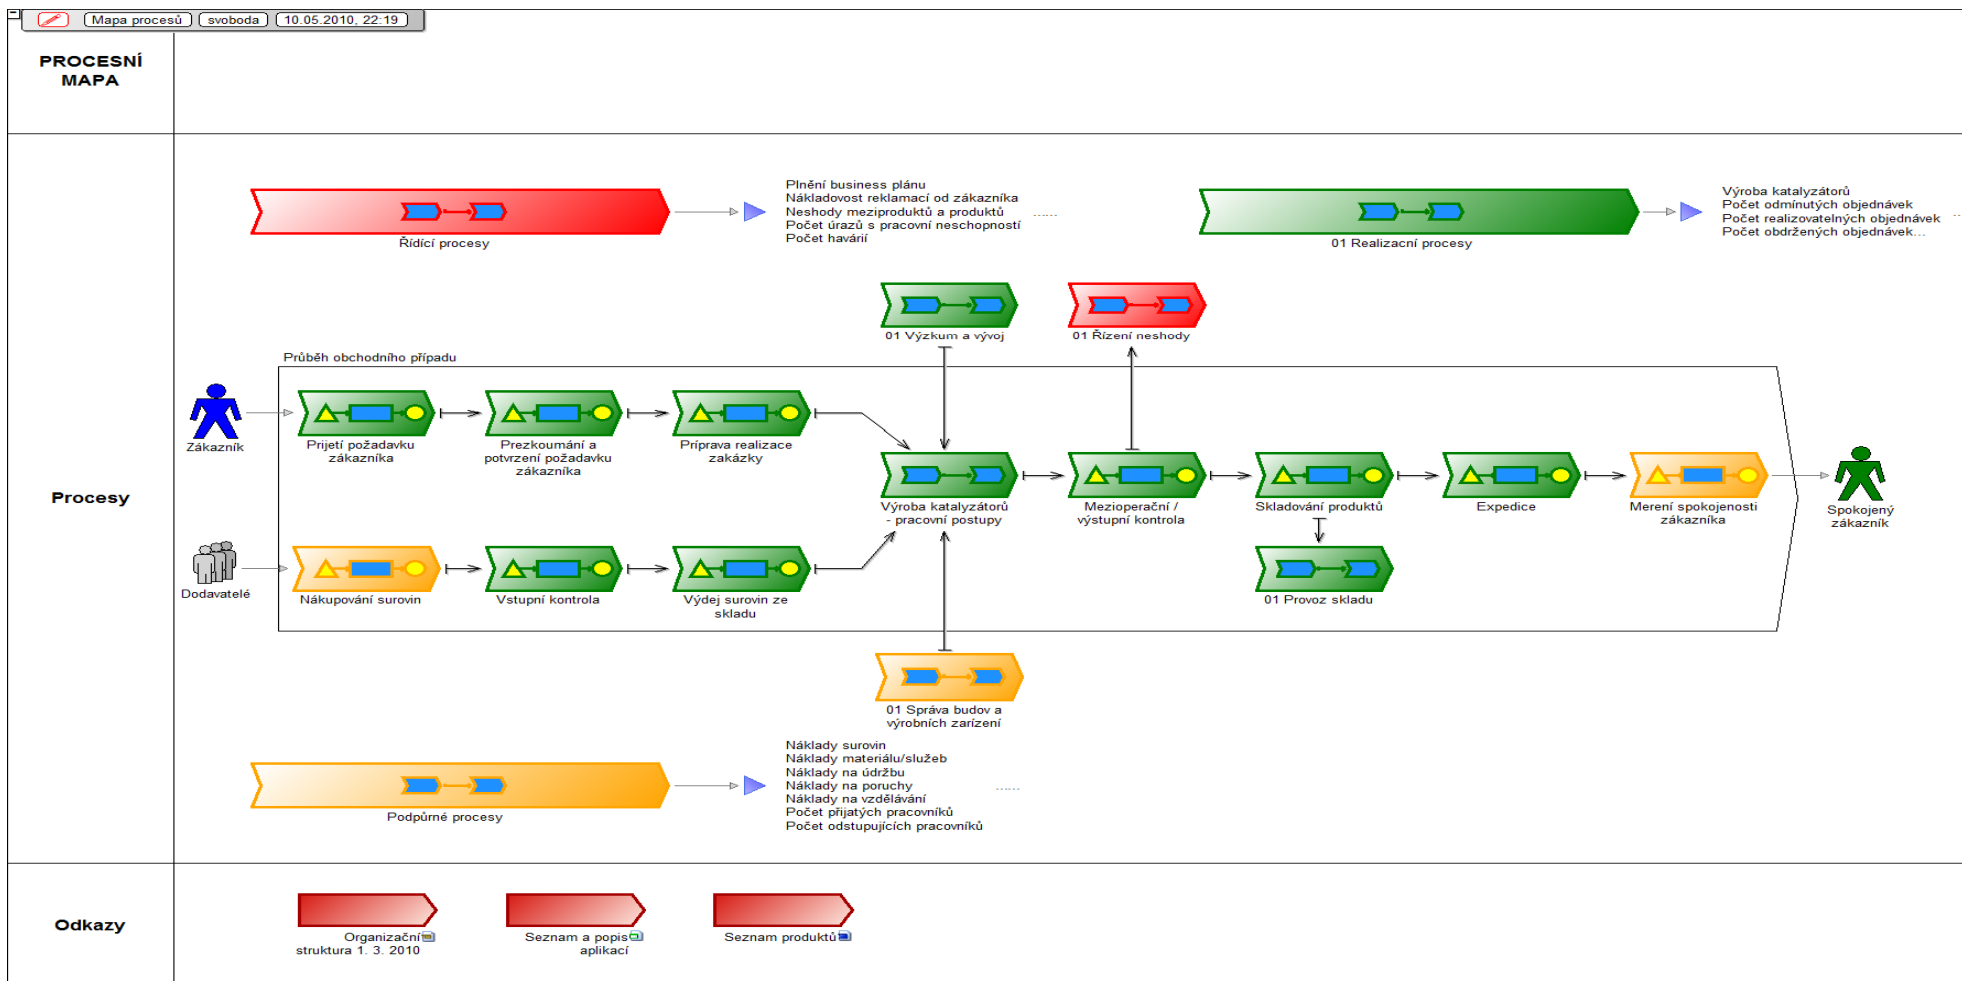 Mapa procesů
svoboda
10.05.2010, 22:19
PROCESNÍ
MAPA
Procesy
Plnění business plánu
Nákladovost reklamací od zákazníka
Neshody meziproduktů a produktů ......
Počet úrazů s pracovní neschopností
Počet havárií
Řídící procesy
Výroba katalyzátorů
Počet odmínutých objednávek
Počet realizovatelných objednávek ...
Počet obdržených objednávek...
01 Realizacní procesy
01 Výzkum a vývoj
01 Řízení neshody
Průběh obchodního případu
Zákazník
Prijetí požadavku
zákazníka
Prezkoumání a
potvrzení požadavku
zákazníka
Príprava realizace
zakázky
Výroba katalyzátorů
- pracovní postupy
Mezioperační /
výstupní kontrola
Skladování produktů
Expedice
Merení spokojenosti
zákazníka
Spokojený
zákazník
Dodavatelé
Nákupování surovin
Vstupní kontrola
Výdej surovin ze
skladu
01 Provoz skladu
01 Správa budov a
výrobních zarízení
Náklady surovin
Náklady materiálu/služeb
Náklady na údržbu
Náklady na poruchy ......
Náklady na vzdělávání
Počet přijatých pracovníků
Počet odstupujících pracovníků
Podpůrné procesy
Odkazy
Organizační
struktura 1. 3. 2010
Seznam a popis
aplikací
Seznam produktů